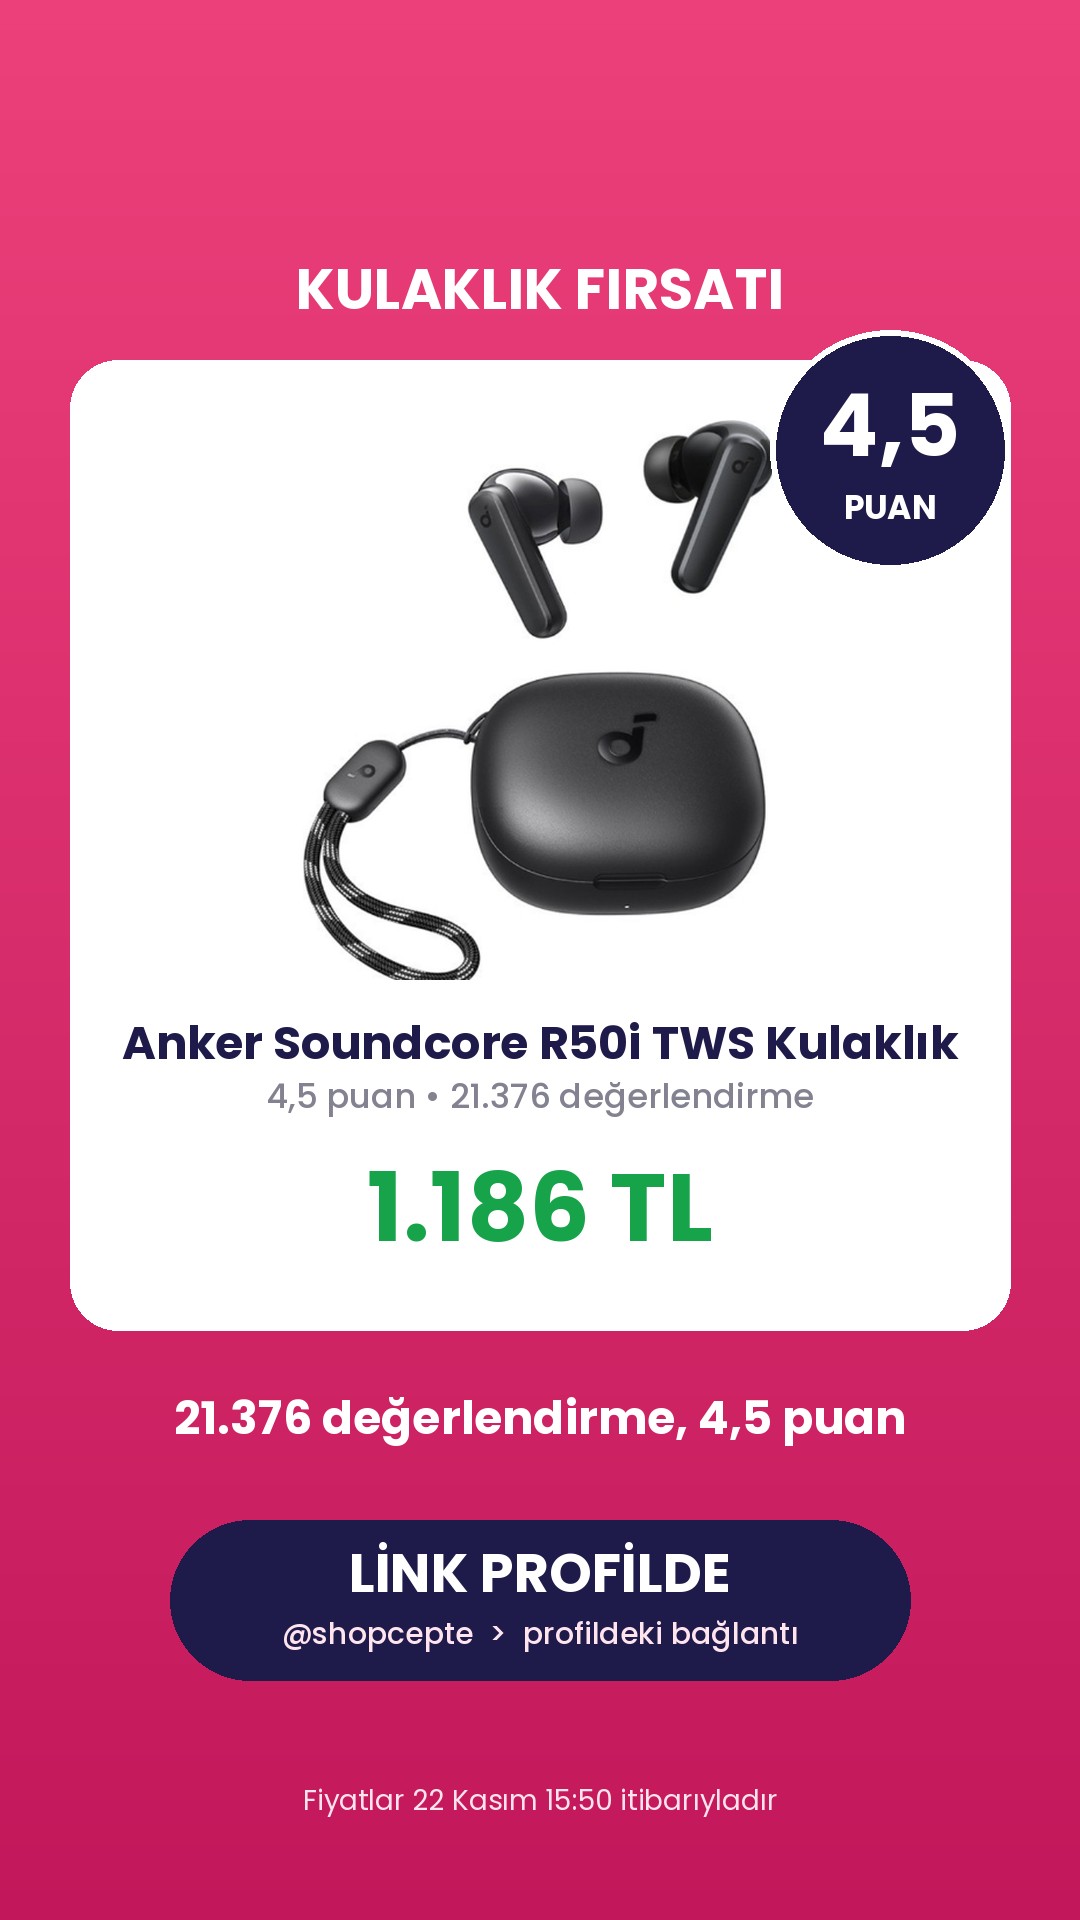 KULAKLIK FIRSATI
4,5
PUAN
Anker Soundcore R50i TWS Kulaklık
4,5 puan • 21.376 değerlendirme
1.186 TL
21.376 değerlendirme, 4,5 puan
LİNK PROFİLDE
@shopcepte > profildeki bağlantı
Fiyatlar 22 Kasım 15:50 itibarıyladır